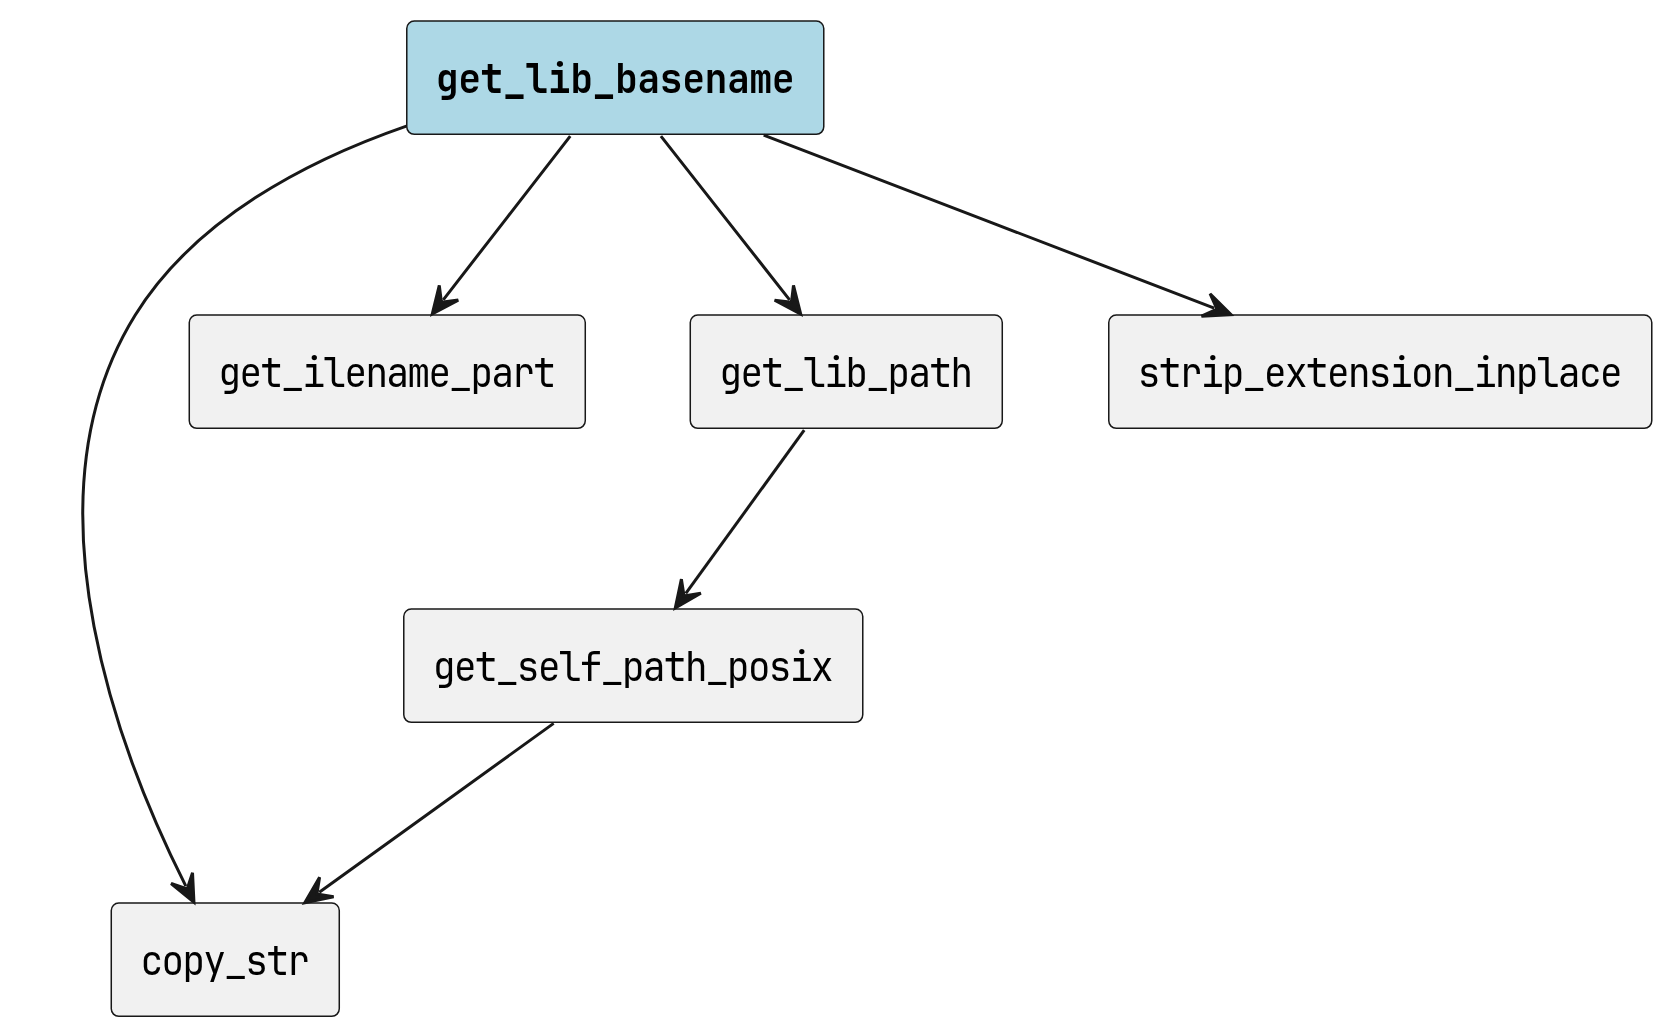 get_lib_basename
get_ilename_part
get_lib_path
strip_extension_inplace
get_self_path_posix
copy_str